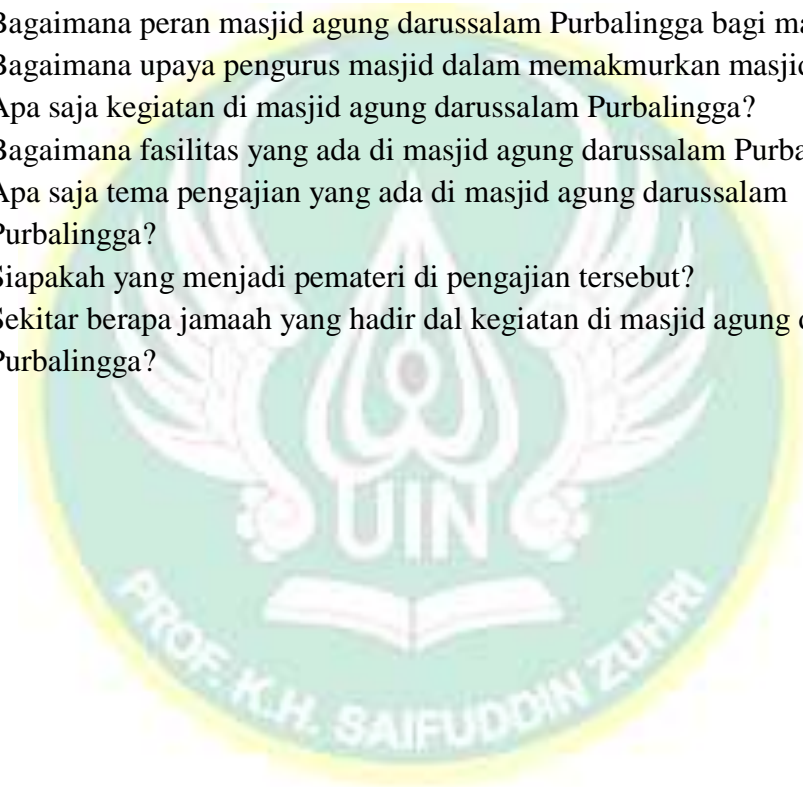 Bagaimana peran masjid agung darussalam Purbalingga bagi ma
Bagaimana upaya pengurus masjid dalam memakmurkan masjid
Apa saja kegiatan di masjid agung darussalam Purbalingga?
Bagaimana fasilitas yang ada di masjid agung darussalam Purba
Apa saja tema pengajian yang ada di masjid agung darussalam
Purbalingga?
Siapakah yang menjadi pemateri di pengajian tersebut?
Sekitar berapa jamaah yang hadir dal kegiatan di masjid agung d
Purbalingga?
UIN
PROF. K.H. SAIFUDDIN ZUHRI